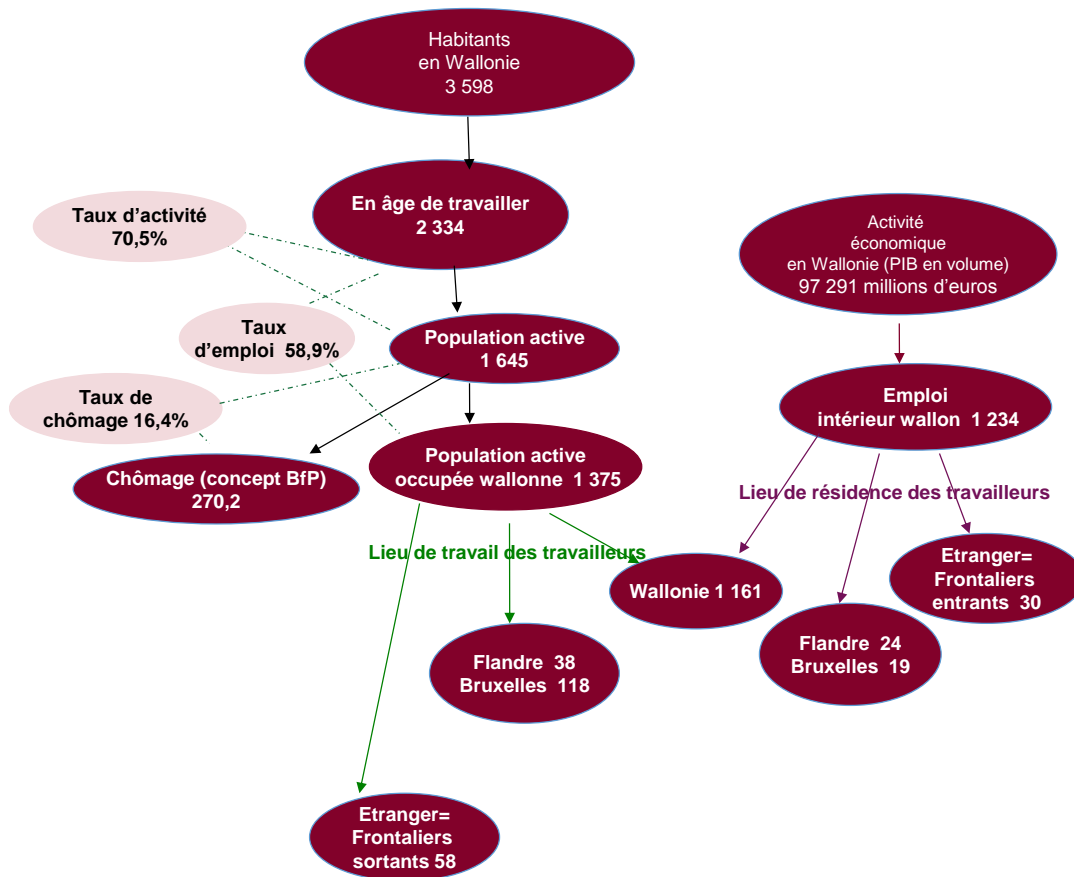 Habitants
en Wallonie
3 598
En âge de travailler
2 334
Taux d’activité
70,5%
Activité
économique
en Wallonie (PIB en volume)
97 291 millions d’euros
Taux
d’emploi 58,9%
Population active
1 645
Taux de
chômage 16,4%
Emploi
intérieur wallon 1 234
Population active
occupée wallonne 1 375
Chômage (concept BfP)
270,2
Lieu de résidence des travailleurs
Lieu de travail des travailleurs
Wallonie 1 161
Etranger=
Frontaliers
entrants 30
Flandre 24
Bruxelles 19
Flandre 38
Bruxelles 118
Etranger=
Frontaliers
sortants 58